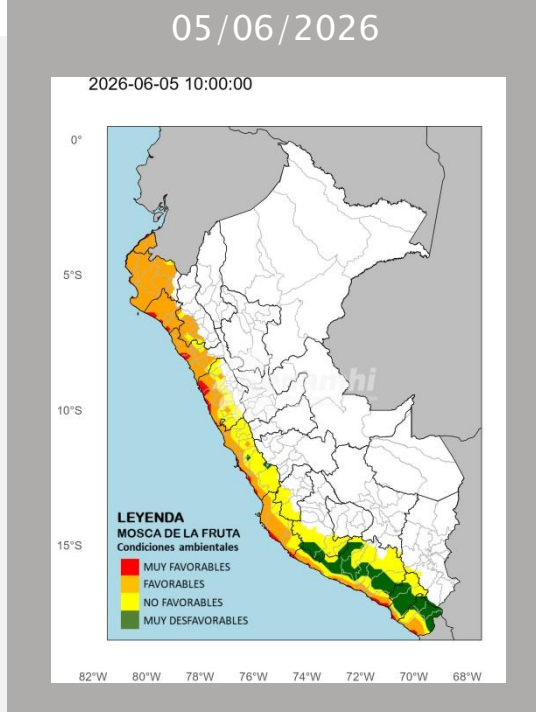 05/06/2026
2026-06-05 10:00:00
0°
5°S
10°S
15°S
LEYENDA
MOSCA DE LA FRUTA
Condiciones ambientales
MUY FAVORABLES
FAVORABLES
NO FAVORABLES
MUY DESFAVORABLES
82°W 80°W 78°W 76°W 74°W 72°W 70°W 68°W